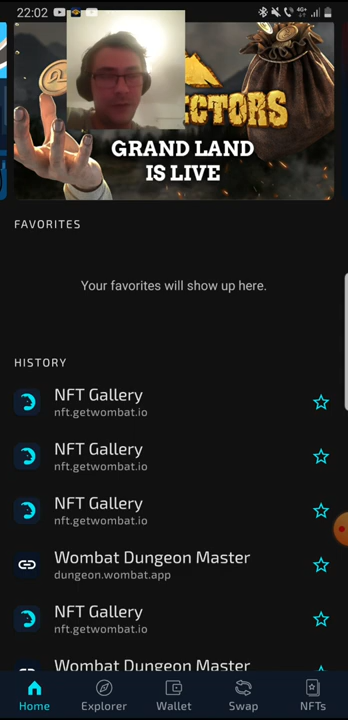 22:02
4G+
ECTORS
GRAND LAND
IS LIVE
FAVORITES
Your favorites will show up here.
HISTORY
NFT Gallery
nft.getwombat.io
NFT Gallery
nft.getwombat.io
NFT Gallery
nft.getwombat.io
Wombat Dungeon Master
dungeon.wombat.app
NFT Gallery
nft.getwombat.io
Wombat Dungeon Master
Home Explorer Wallet Swap NFTs